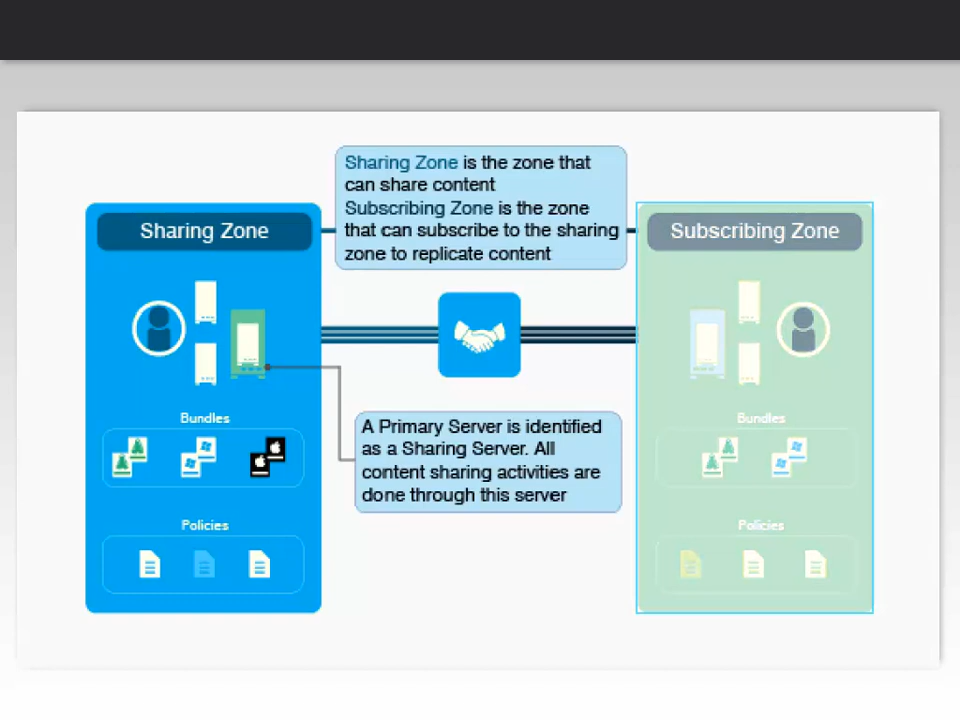 Sharing Zone is the zone that
can share content
Subscribing Zone is the zone
that can subscribe to the sharing
zone to replicate content
Sharing Zone
Subscribing Zone
A Primary Server is identified
as a Sharing Server. All
content sharing activities are
done through this server
Bundles
Policies
Bundles
Policies